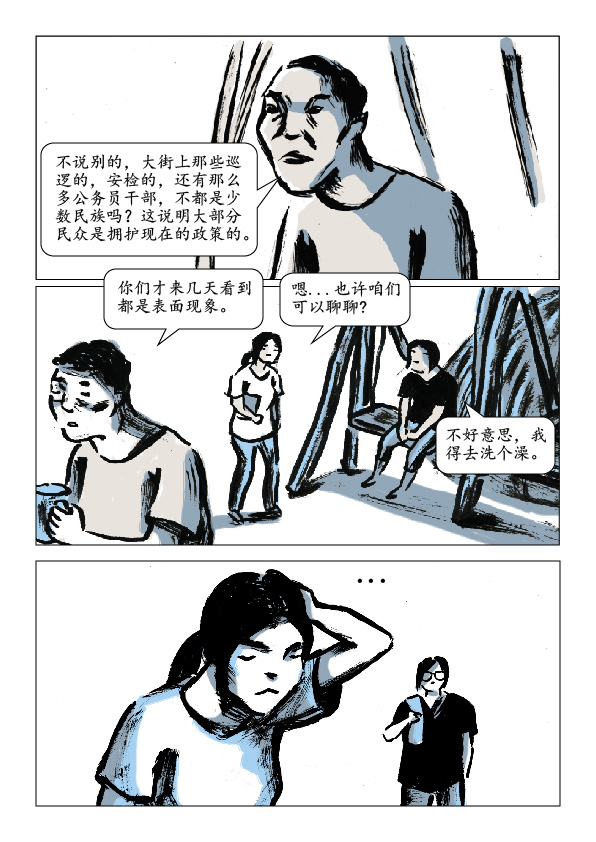 不说别的，大街上那些巡
逻的，安检的，还有那么
多公务员干部，不都是少
数民族吗？这说明大部分
民众是拥护现在的政策的。
你们才来几天看到
都是表面现象。
嗯...也许咱们
可以聊聊?
不好意思，我
得去洗个澡。
...